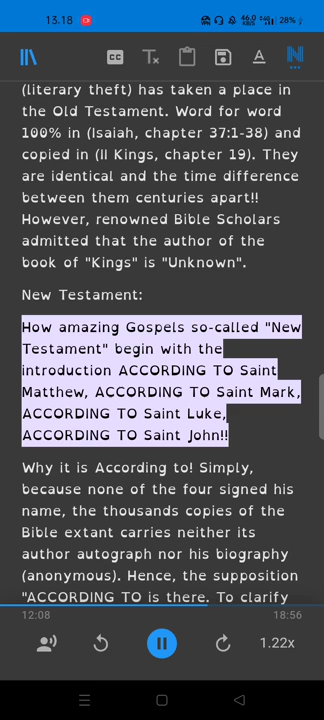 13.18 46.0 KB/S 28%
CC T× A N
(literary theft) has taken a place in
the Old Testament. Word for word
100% in (Isaiah, chapter 37:1-38) and
copied in (II Kings, chapter 19). They
are identical and the time difference
between them centuries apart!!
However, renowned Bible Scholars
admitted that the author of the
book of "Kings" is "Unknown".
New Testament:
How amazing Gospels so-called "New
Testament" begin with the
introduction ACCORDING TO Saint
Matthew, ACCORDING TO Saint Mark,
ACCORDING TO Saint Luke,
ACCORDING TO Saint John!!
Why it is According to! Simply,
because none of the four signed his
name, the thousands copies of the
Bible extant carries neither its
author autograph nor his biography
(anonymous). Hence, the supposition
"ACCORDING TO is there. To clarify
12:08 18:56
1.22x